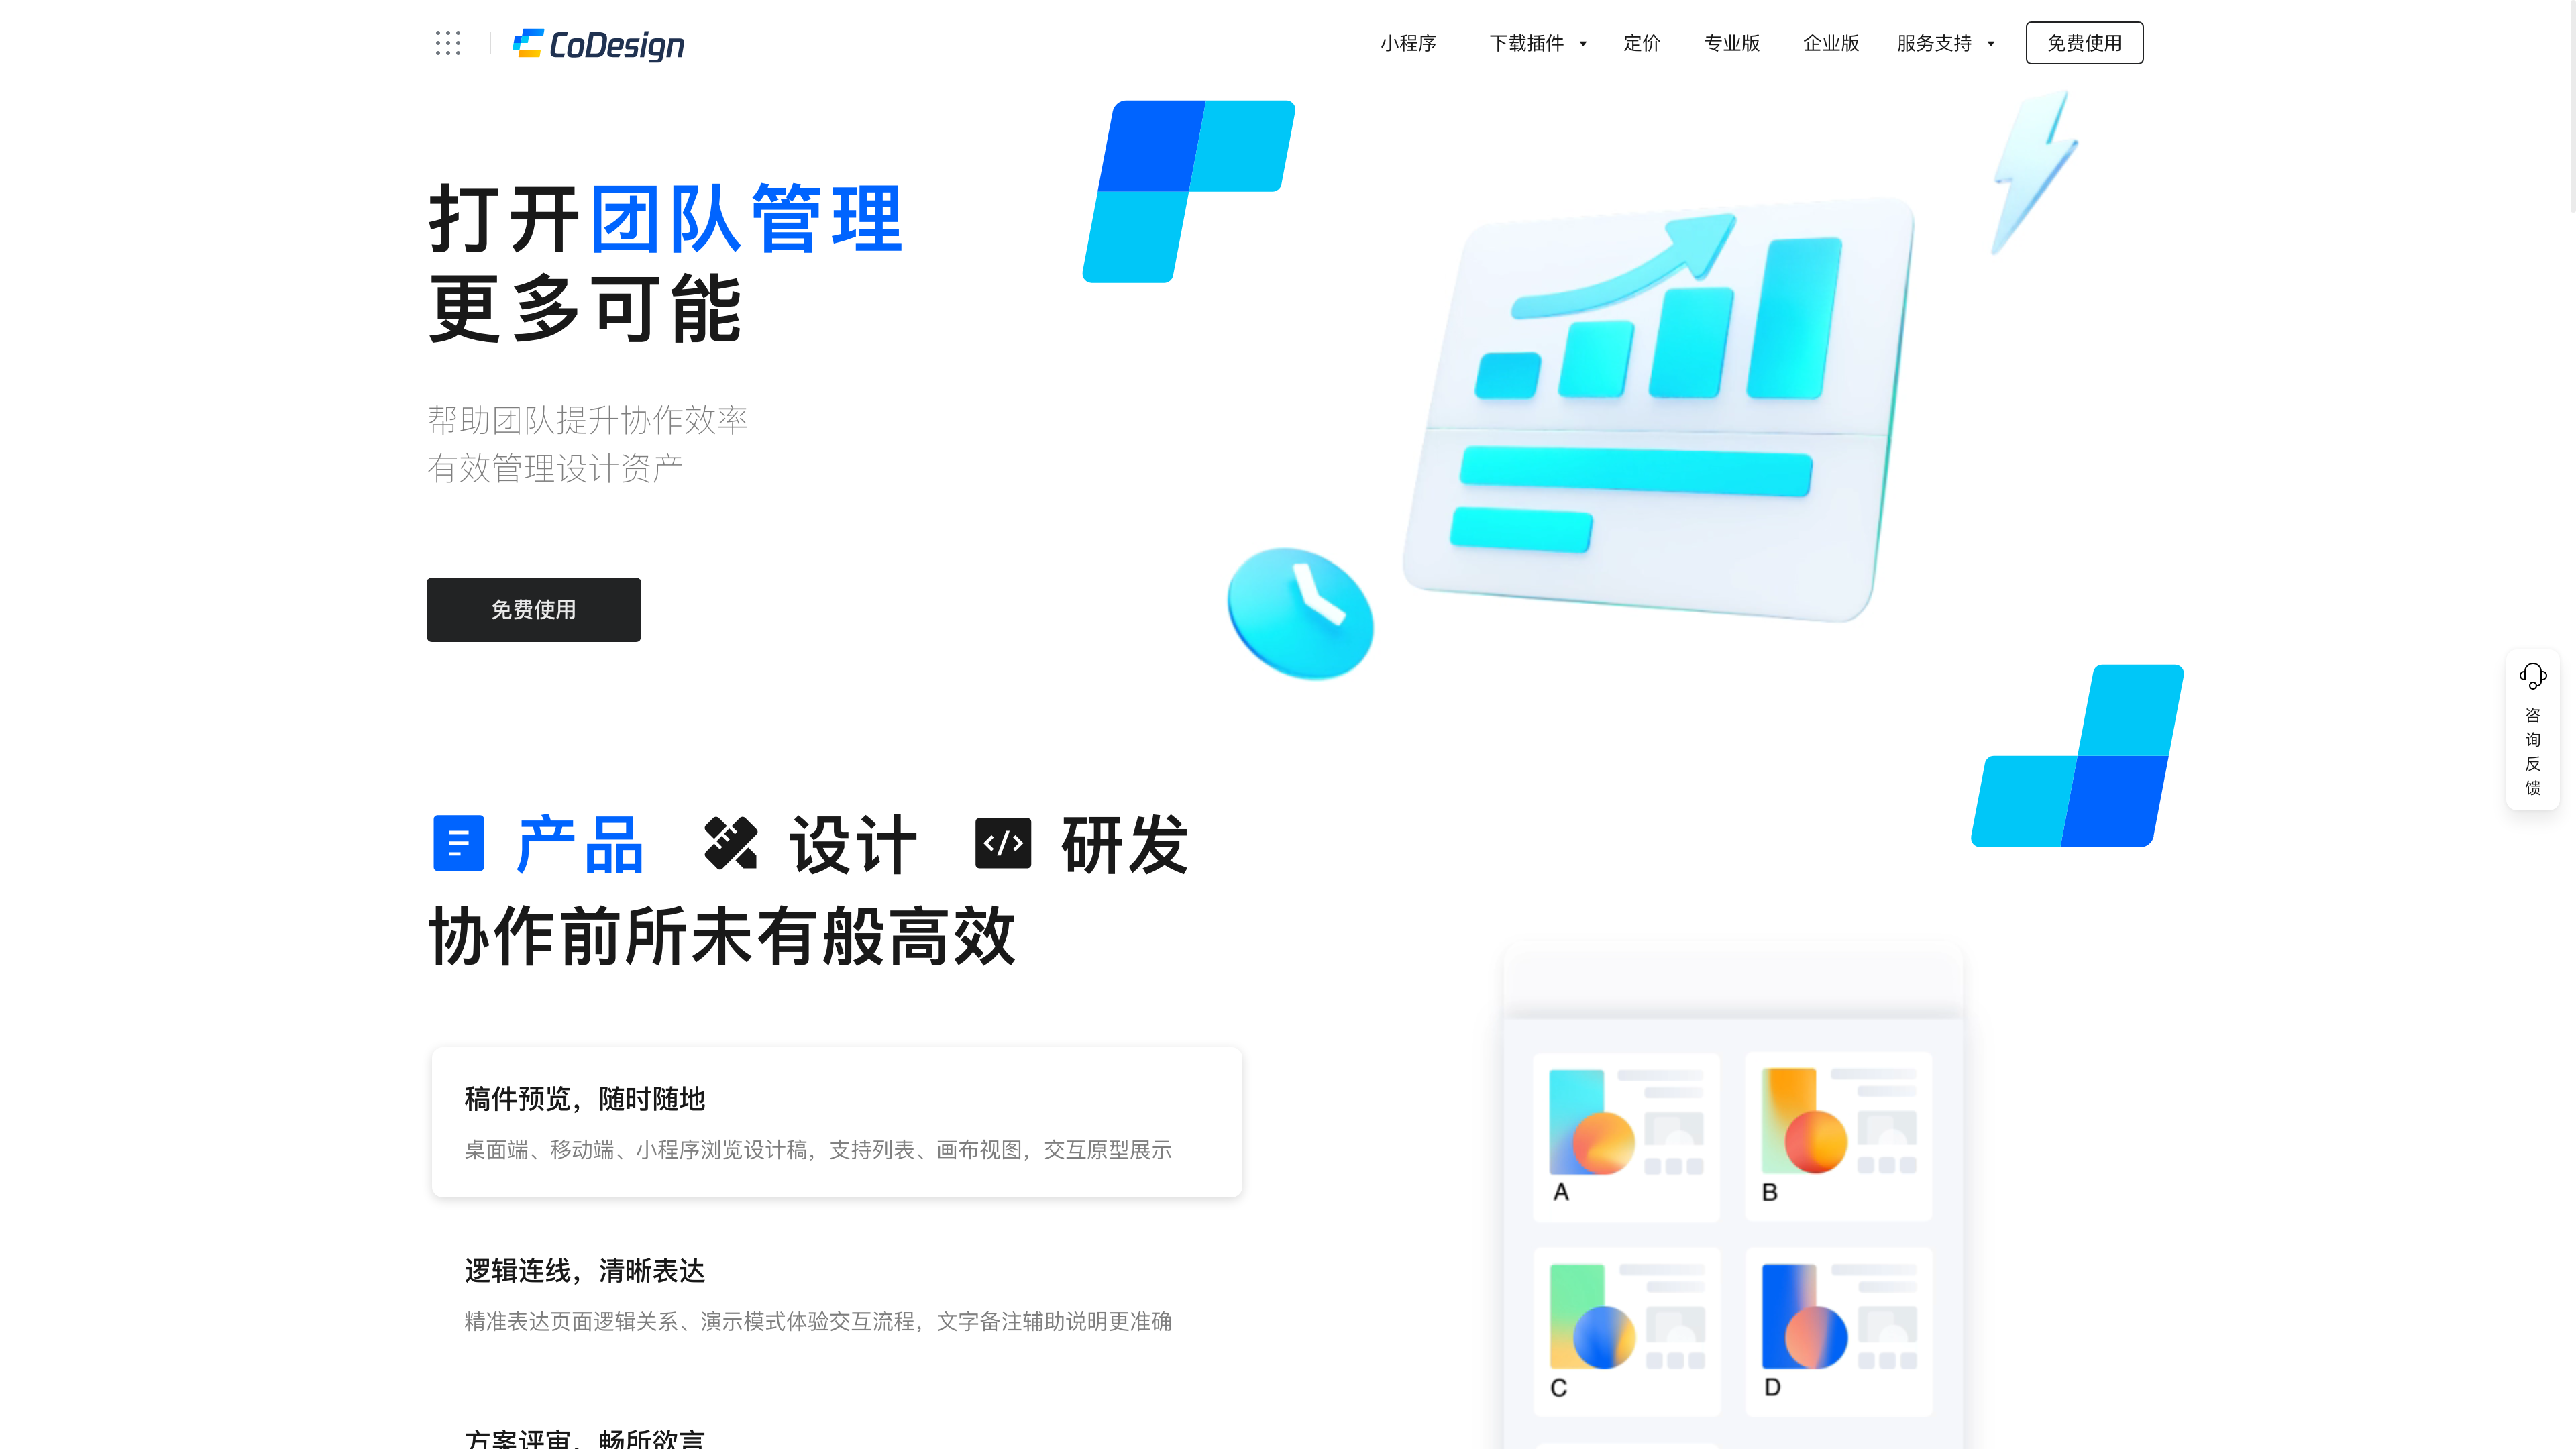 CoDesign
小程序
下载插件
定价
专业版
企业版
服务支持
免费使用
打开团队管理
更多可能
帮助团队提升协作效率
有效管理设计资产
免费使用
咨询反馈
产品 设计 研发
协作前所未有般高效
稿件预览，随时随地
桌面端、移动端、小程序浏览设计稿，支持列表、画布视图，交互原型展示
逻辑连线，清晰表达
精准表达页面逻辑关系、演示模式体验交互流程，文字备注辅助说明更准确
方案评审，畅所欲言
A
B
C
D